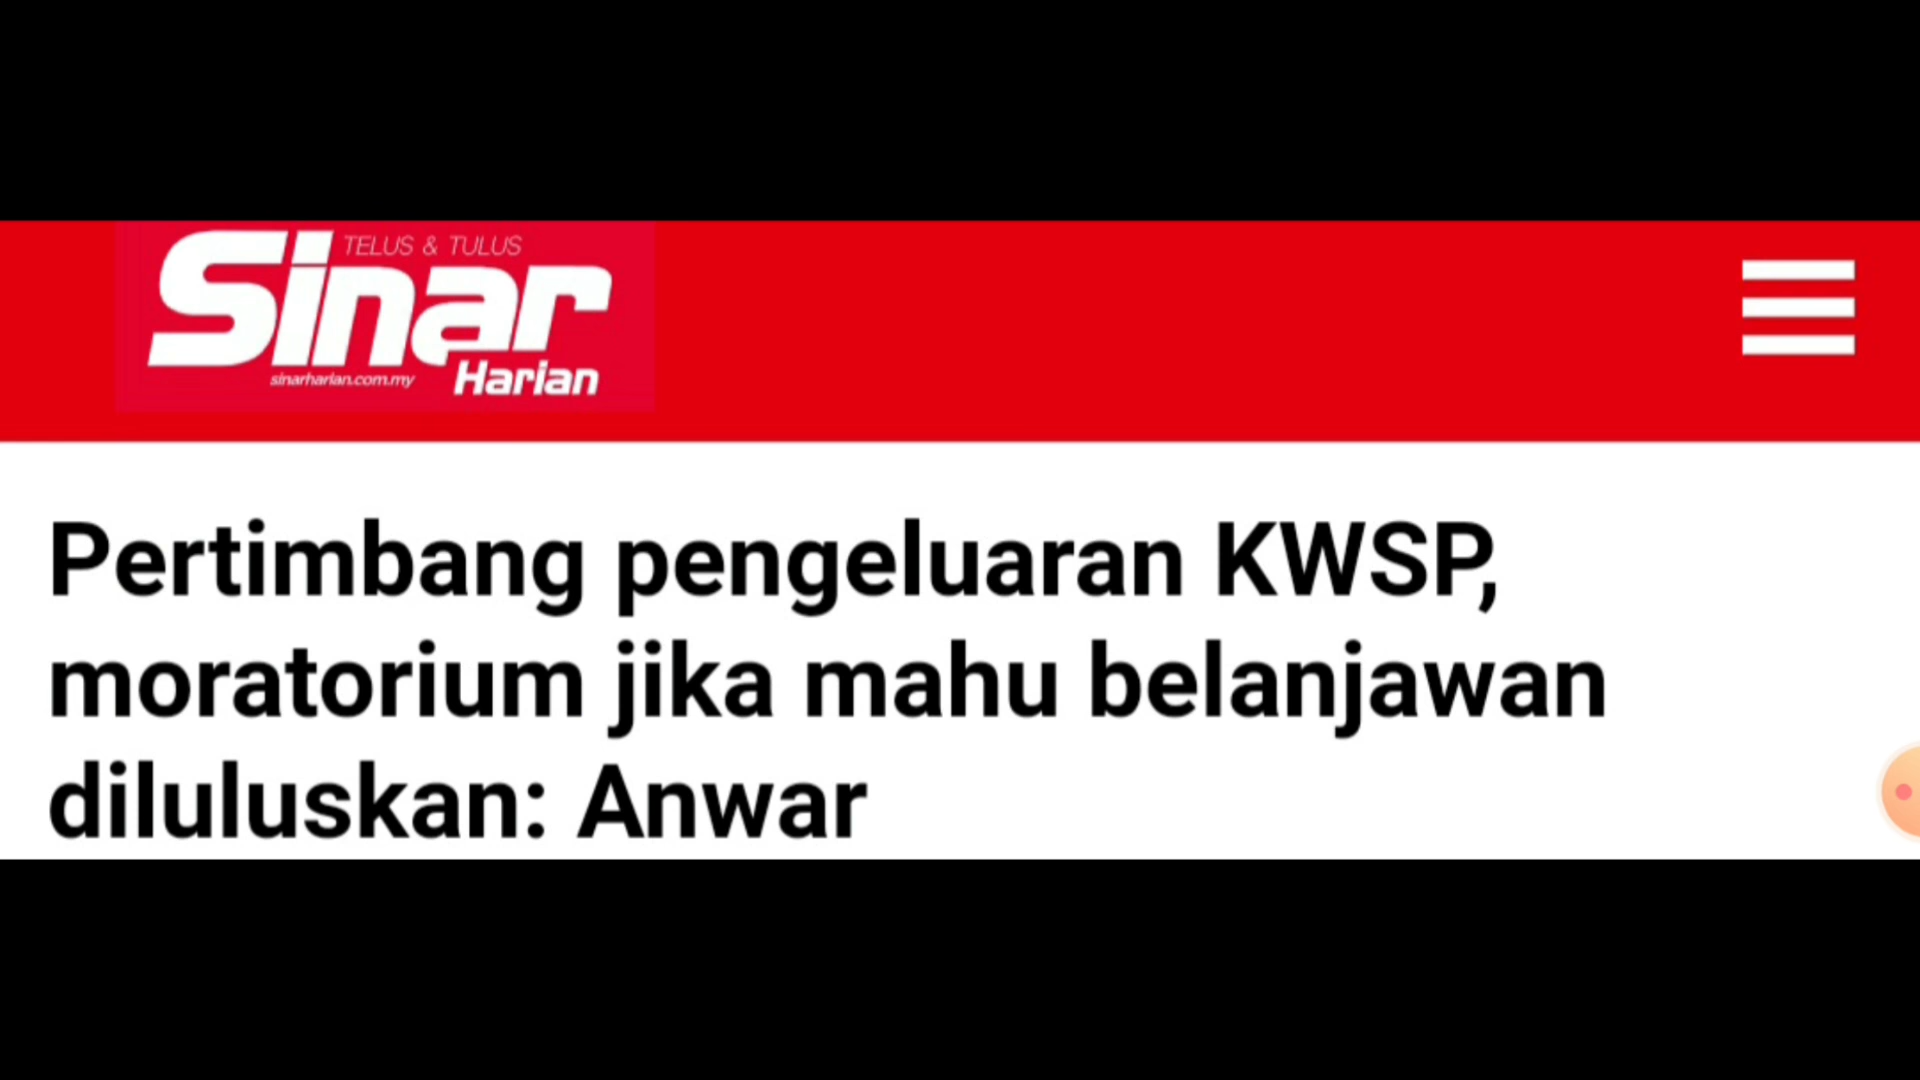 TELUS & TULUS
Sinar
Harian
sinarharian.com.my
Pertimbang pengeluaran KWSP,
moratorium jika mahu belanjawan
diluluskan: Anwar